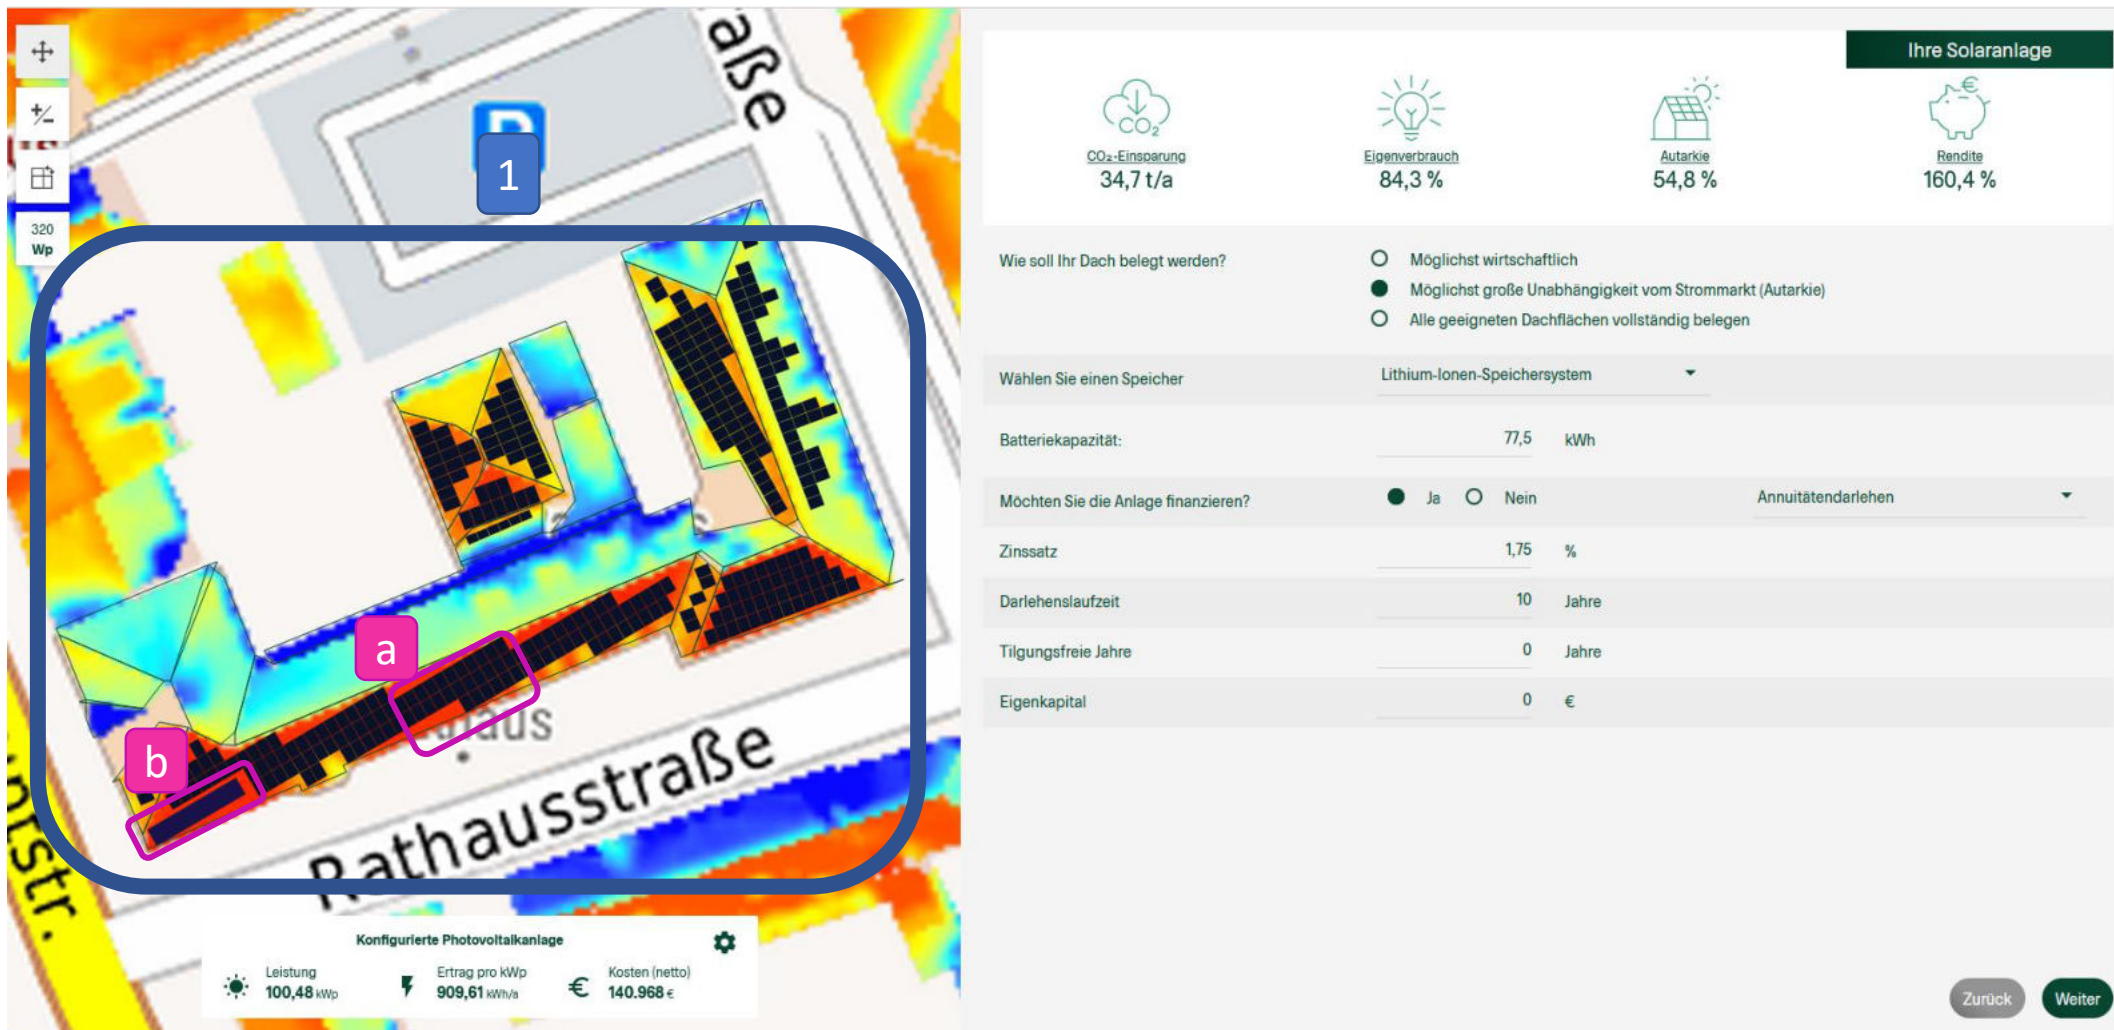 aße
P
1
320
Wp
a
b
haus
Rathausstraße
rstr.
Konfigurierte Photovoltaikanlage
Leistung
100,48 kWp
Ertrag pro kWp
909,61 kWh/a
€
Kosten (netto)
140.968 €
Ihre Solaranlage
CO₂
CO₂-Einsparung
34,7 t/a
Eigenverbrauch
84,3 %
Autarkie
54,8 %
€
Rendite
160,4 %
Wie soll Ihr Dach belegt werden?
Möglichst wirtschaftlich
Möglichst große Unabhängigkeit vom Strommarkt (Autarkie)
Alle geeigneten Dachflächen vollständig belegen
Wählen Sie einen Speicher
Lithium-Ionen-Speichersystem
Batteriekapazität:
77,5 kWh
Möchten Sie die Anlage finanzieren?
Ja Nein
Annuitätendarlehen
Zinssatz
1,75 %
Darlehenslaufzeit
10 Jahre
Tilgungsfreie Jahre
0 Jahre
Eigenkapital
0 €
Zurück
Weiter